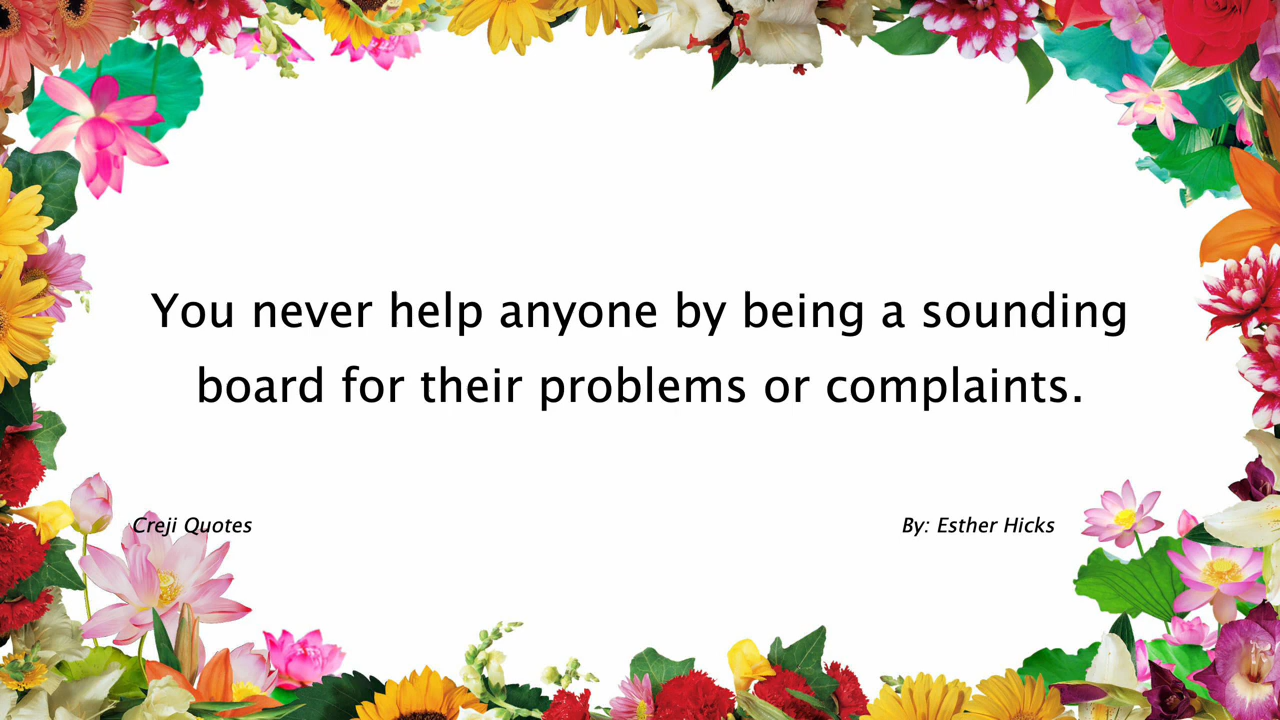 You never help anyone by being a sounding
board for their problems or complaints.
Creji Quotes
By: Esther Hicks